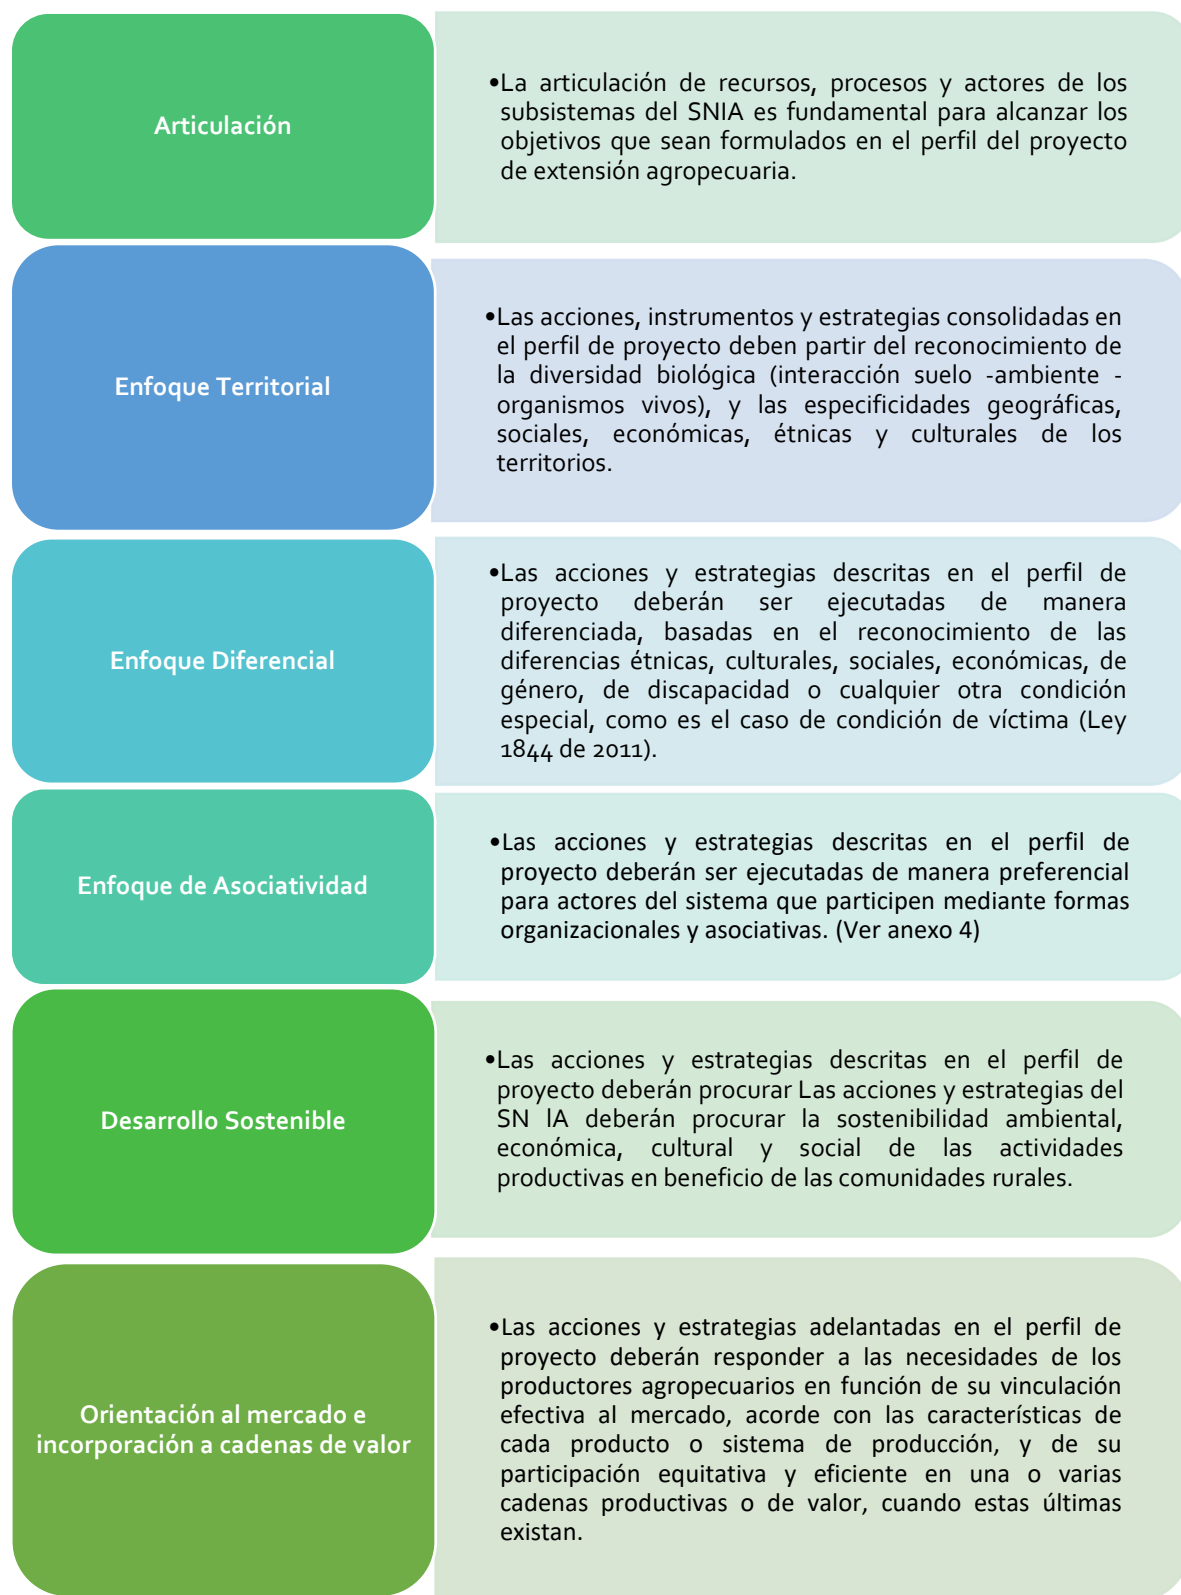 Articulación
•La articulación de recursos, procesos y actores de los
subsistemas del SNIA es fundamental para alcanzar los
objetivos que sean formulados en el perfil del proyecto
de extensión agropecuaria.
Enfoque Territorial
•Las acciones, instrumentos y estrategias consolidadas en
el perfil de proyecto deben partir del reconocimiento de
la diversidad biológica (interacción suelo -ambiente -
organismos vivos), y las especificidades geográficas,
sociales, económicas, étnicas y culturales de los
territorios.
Enfoque Diferencial
•Las acciones y estrategias descritas en el perfil de
proyecto deberán ser ejecutadas de manera
diferenciada, basadas en el reconocimiento de las
diferencias étnicas, culturales, sociales, económicas, de
género, de discapacidad o cualquier otra condición
especial, como es el caso de condición de víctima (Ley
1844 de 2011).
Enfoque de Asociatividad
•Las acciones y estrategias descritas en el perfil de
proyecto deberán ser ejecutadas de manera preferencial
para actores del sistema que participen mediante formas
organizacionales y asociativas. (Ver anexo 4)
Desarrollo Sostenible
•Las acciones y estrategias descritas en el perfil de
proyecto deberán procurar Las acciones y estrategias del
SN lA deberán procurar la sostenibilidad ambiental,
económica, cultural y social de las actividades
productivas en beneficio de las comunidades rurales.
Orientación al mercado e
incorporación a cadenas de valor
•Las acciones y estrategias adelantadas en el perfil de
proyecto deberán responder a las necesidades de los
productores agropecuarios en función de su vinculación
efectiva al mercado, acorde con las características de
cada producto o sistema de producción, y de su
participación equitativa y eficiente en una o varias
cadenas productivas o de valor, cuando estas últimas
existan.